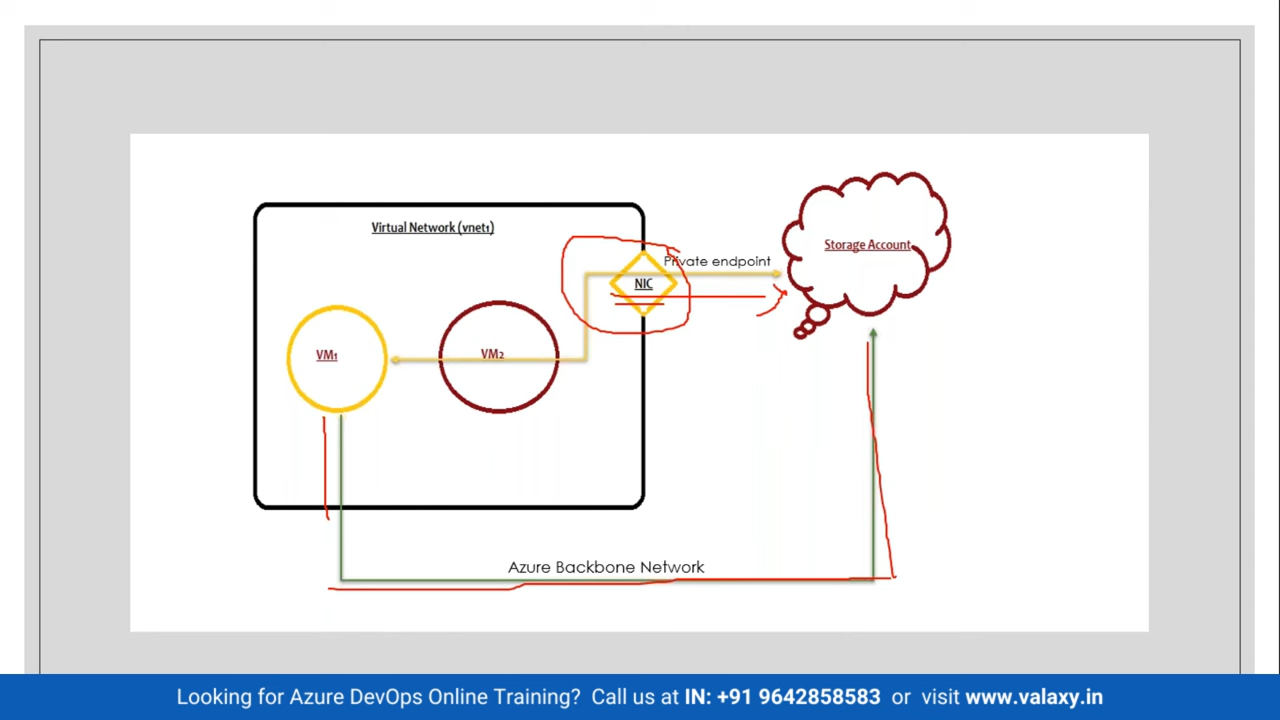 Virtual Network (vnet1)
Private endpoint
Storage Account
NIC
VM1
VM2
Azure Backbone Network
Looking for Azure DevOps Online Training? Call us at IN: +91 9642858583 or visit www.valaxy.in